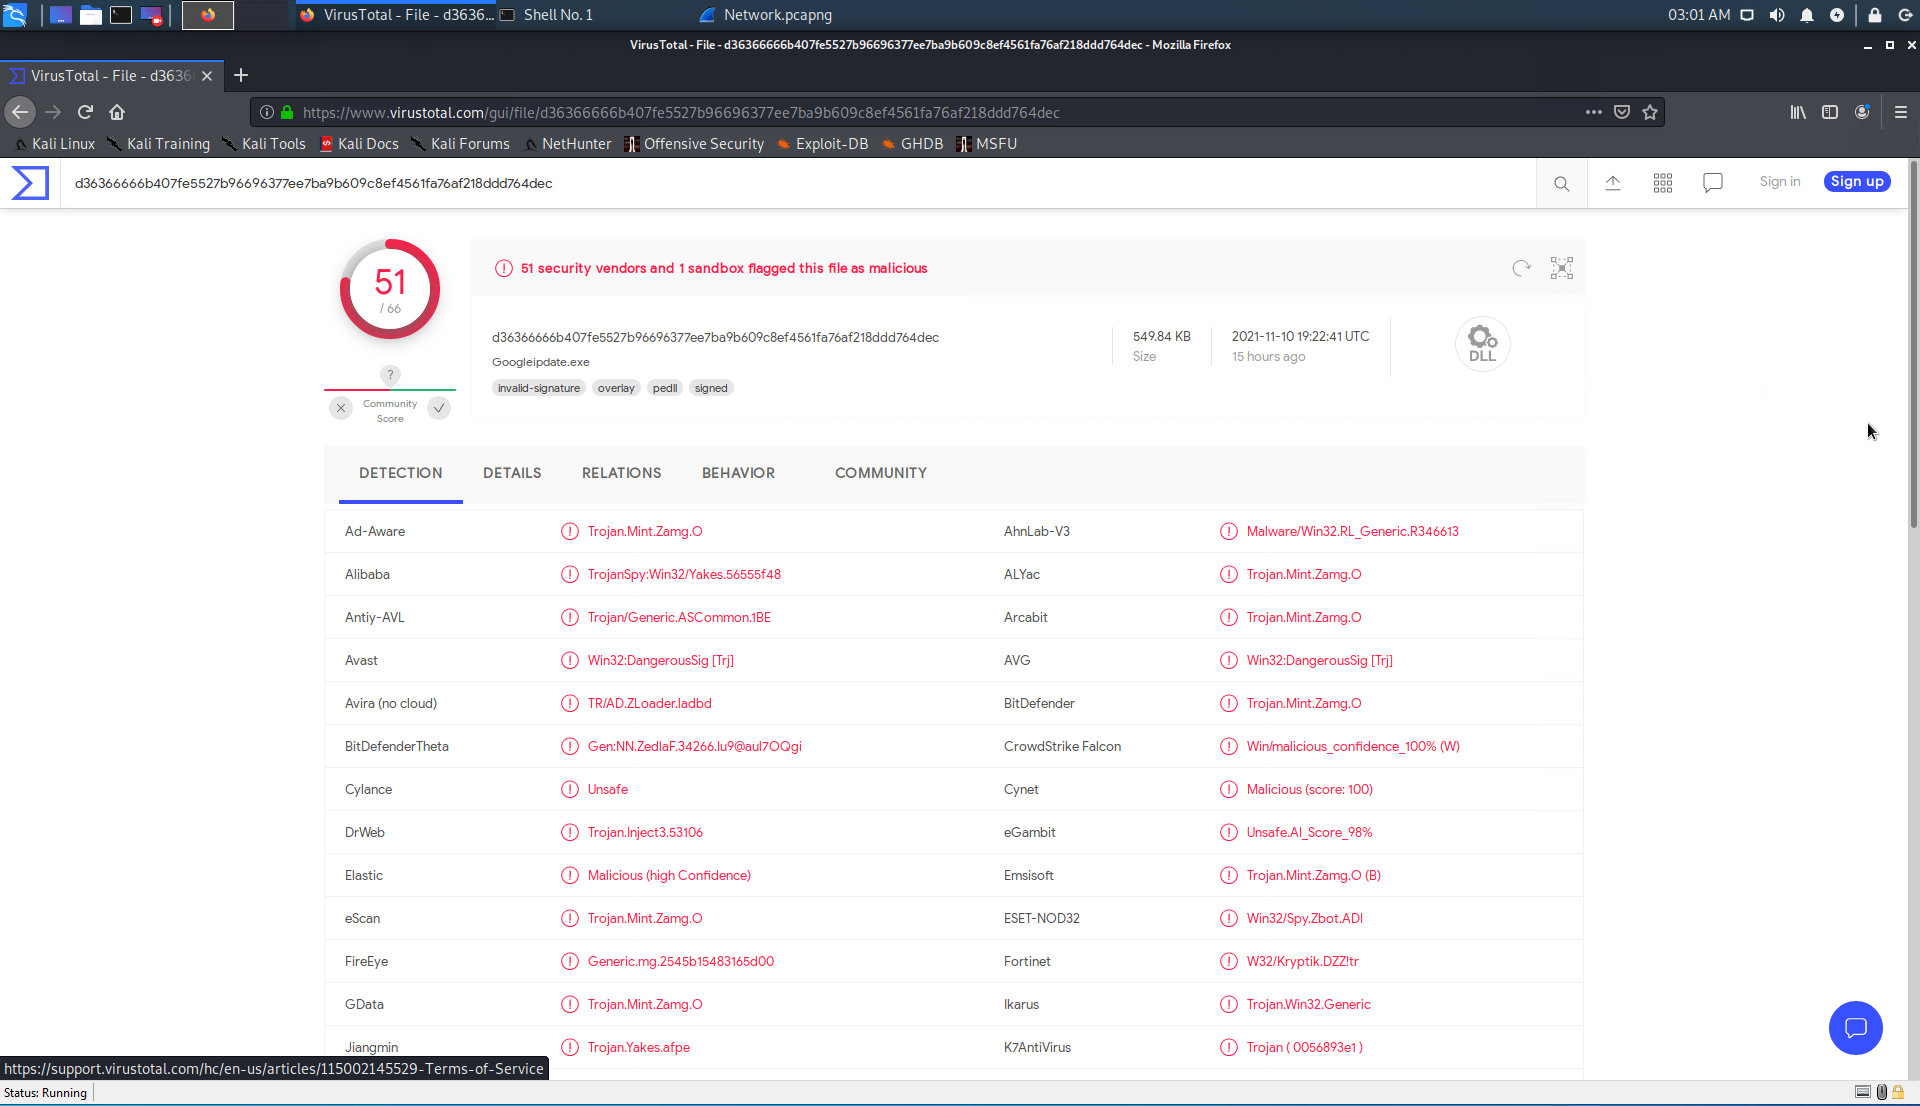 VirusTotal - File - d3636... Shell No. 1 Network.pcapng 03:01 AM
VirusTotal - File - d36366666b407fe5527b96696377ee7ba9b609c8ef4561fa76af218ddd764dec - Mozilla Firefox
VirusTotal - File - d3636
https://www.virustotal.com/gui/file/d36366666b407fe5527b96696377ee7ba9b609c8ef4561fa76af218ddd764dec
Kali Linux Kali Training Kali Tools Kali Docs Kali Forums NetHunter Offensive Security Exploit-DB GHDB MSFU
d36366666b407fe5527b96696377ee7ba9b609c8ef4561fa76af218ddd764dec Sign in Sign up
51
/ 66
51 security vendors and 1 sandbox flagged this file as malicious
d36366666b407fe5527b96696377ee7ba9b609c8ef4561fa76af218ddd764dec 549.84 KB 2021-11-10 19:22:41 UTC
Size 15 hours ago DLL
Googleipdate.exe
invalid-signature overlay pedll signed
?
Community
Score
DETECTION DETAILS RELATIONS BEHAVIOR COMMUNITY
Ad-Aware Trojan.Mint.Zamg.O AhnLab-V3 Malware/Win32.RL_Generic.R346613
Alibaba TrojanSpy:Win32/Yakes.56555f48 ALYac Trojan.Mint.Zamg.O
Antiy-AVL Trojan/Generic.ASCommon.1BE Arcabit Trojan.Mint.Zamg.O
Avast Win32:DangerousSig [Trj] AVG Win32:DangerousSig [Trj]
Avira (no cloud) TR/AD.ZLoader.ladbd BitDefender Trojan.Mint.Zamg.O
BitDefenderTheta Gen:NN.ZedlaF.34266.Iu9@aul7OQgi CrowdStrike Falcon Win/malicious_confidence_100% (W)
Cylance Unsafe Cynet Malicious (score: 100)
DrWeb Trojan.Inject3.53106 eGambit Unsafe.AI_Score_98%
Elastic Malicious (high Confidence) Emsisoft Trojan.Mint.Zamg.O (B)
eScan Trojan.Mint.Zamg.O ESET-NOD32 Win32/Spy.Zbot.ADI
FireEye Generic.mg.2545b15483165d00 Fortinet W32/Kryptik.DZZ!tr
GData Trojan.Mint.Zamg.O Ikarus Trojan.Win32.Generic
Jiangmin Trojan.Yakes.afpe K7AntiVirus Trojan ( 0056893e1 )
https://support.virustotal.com/hc/en-us/articles/115002145529-Terms-of-Service
Status: Running